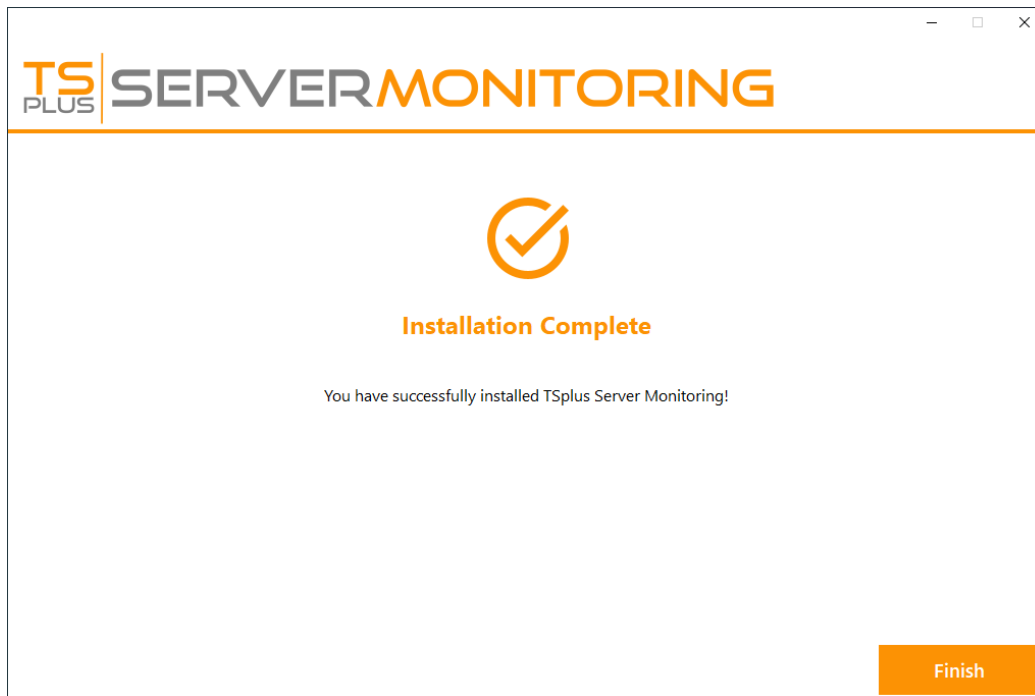 TS PLUS SERVERMONITORING
Installation Complete
You have successfully installed TSplus Server Monitoring!
Finish